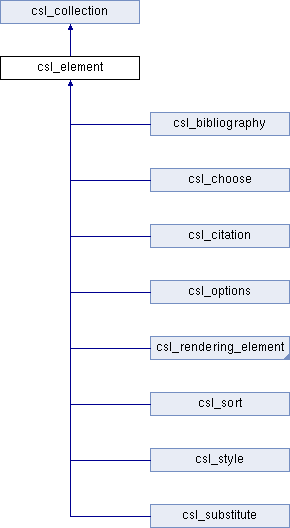 csl_collection
csl_element
csl_bibliography
csl_choose
csl_citation
csl_options
csl_rendering_element
csl_sort
csl_style
csl_substitute